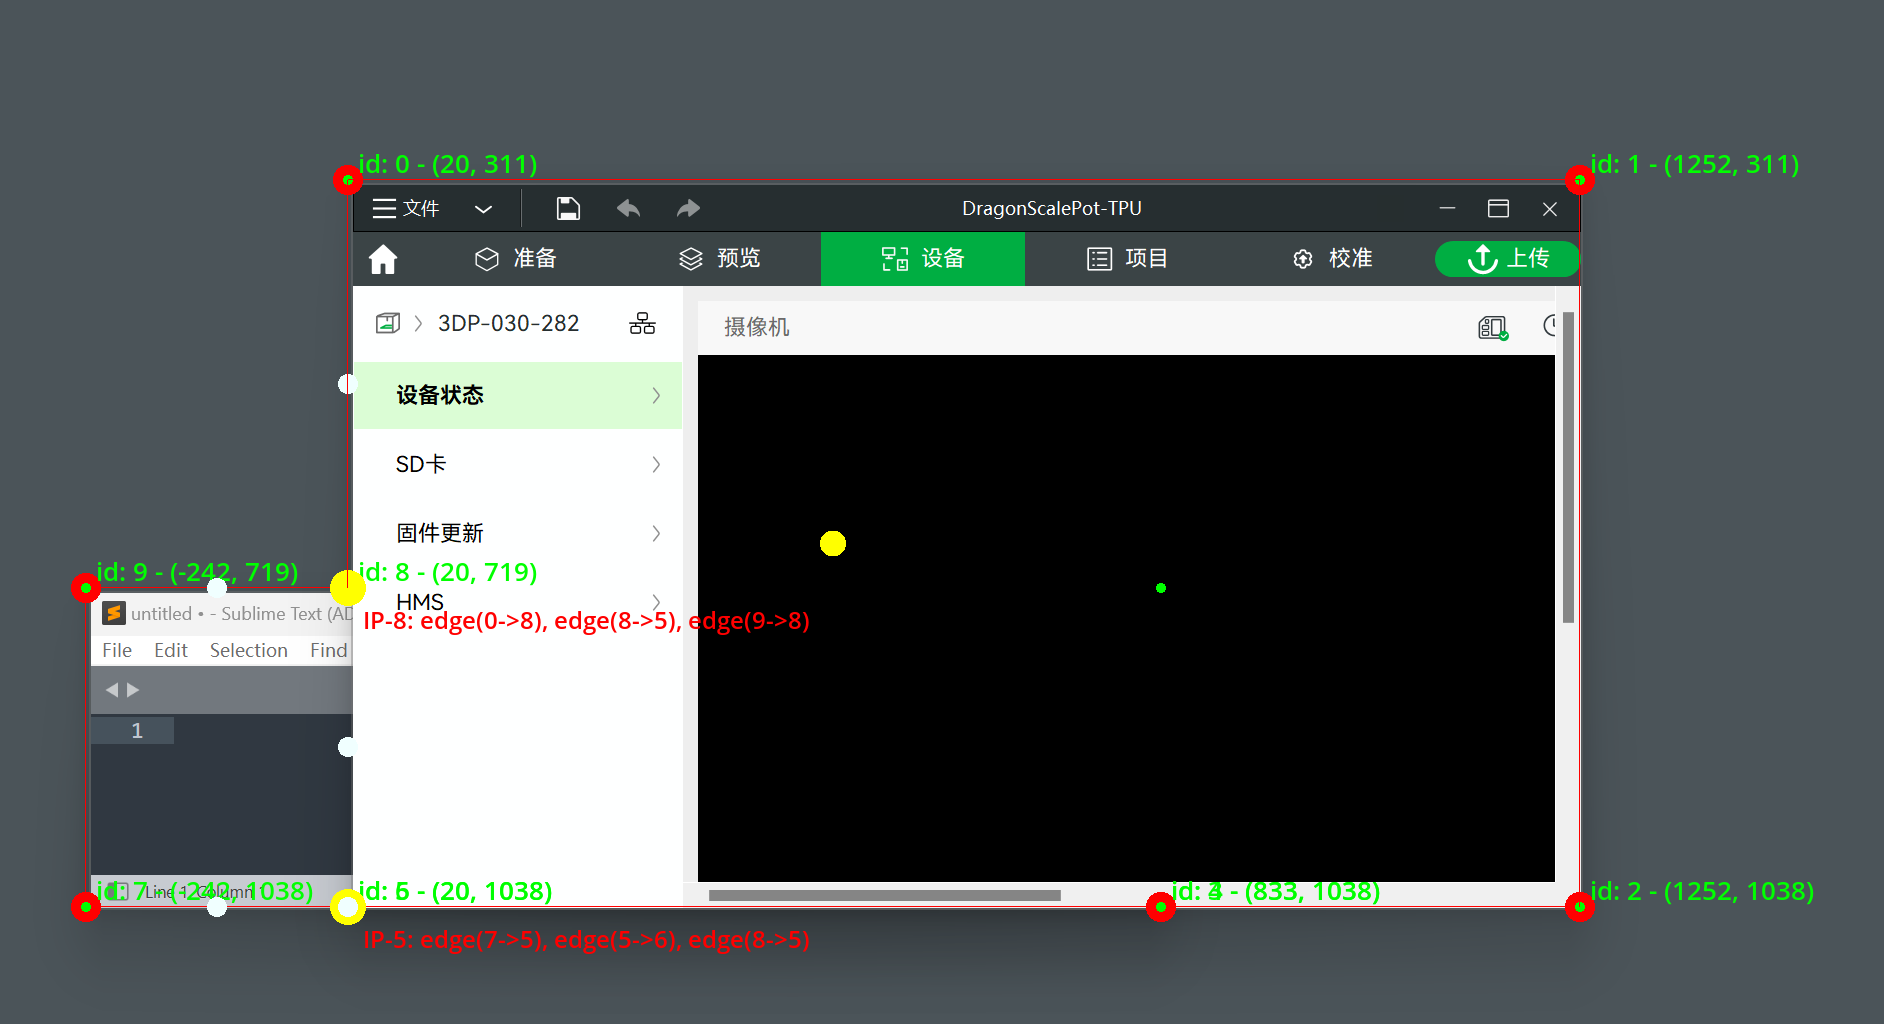 id: 0 - (20, 311)
id: 1 - (1252, 311)
文件
DragonScalePot-TPU
准备
预览
设备
项目
校准
上传
3DP-030-282
摄像机
设备状态
SD卡
固件更新
id: 9 - (-242, 719)
id: 8 - (20, 719)
HMS
untitled • - Sublime Text (AD
IP-8: edge(0->8), edge(8->5), edge(9->8)
File Edit Selection Find
1
id: 7 - (-242, 1038)
Line 1, Column 1
- (20, 1038)
- (833, 1038)
id: 2 - (1252, 1038)
IP-5: edge(7->5), edge(5->6), edge(8->5)